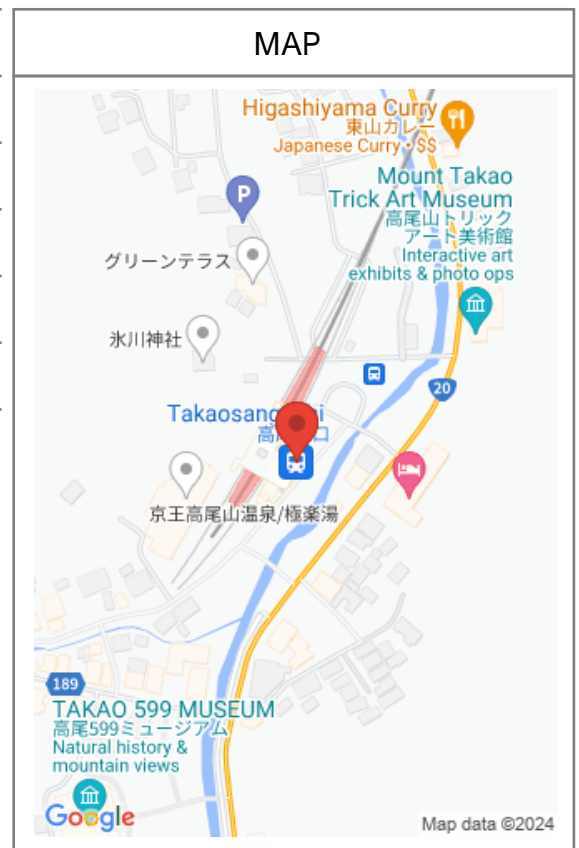 MAP
Higashiyama Curry
東山カレー
Japanese Curry • $$
Mount Takao
Trick Art Museum
高尾山トリック
アート美術館
Interactive art
exhibits & photo ops
P
グリーンテラス
氷川神社
20
Takaosang
高
口
京王高尾山温泉/極楽湯
189
TAKAO 599 MUSEUM
高尾599ミュージアム
Natural history &
mountain views
Google
Map data ©2024